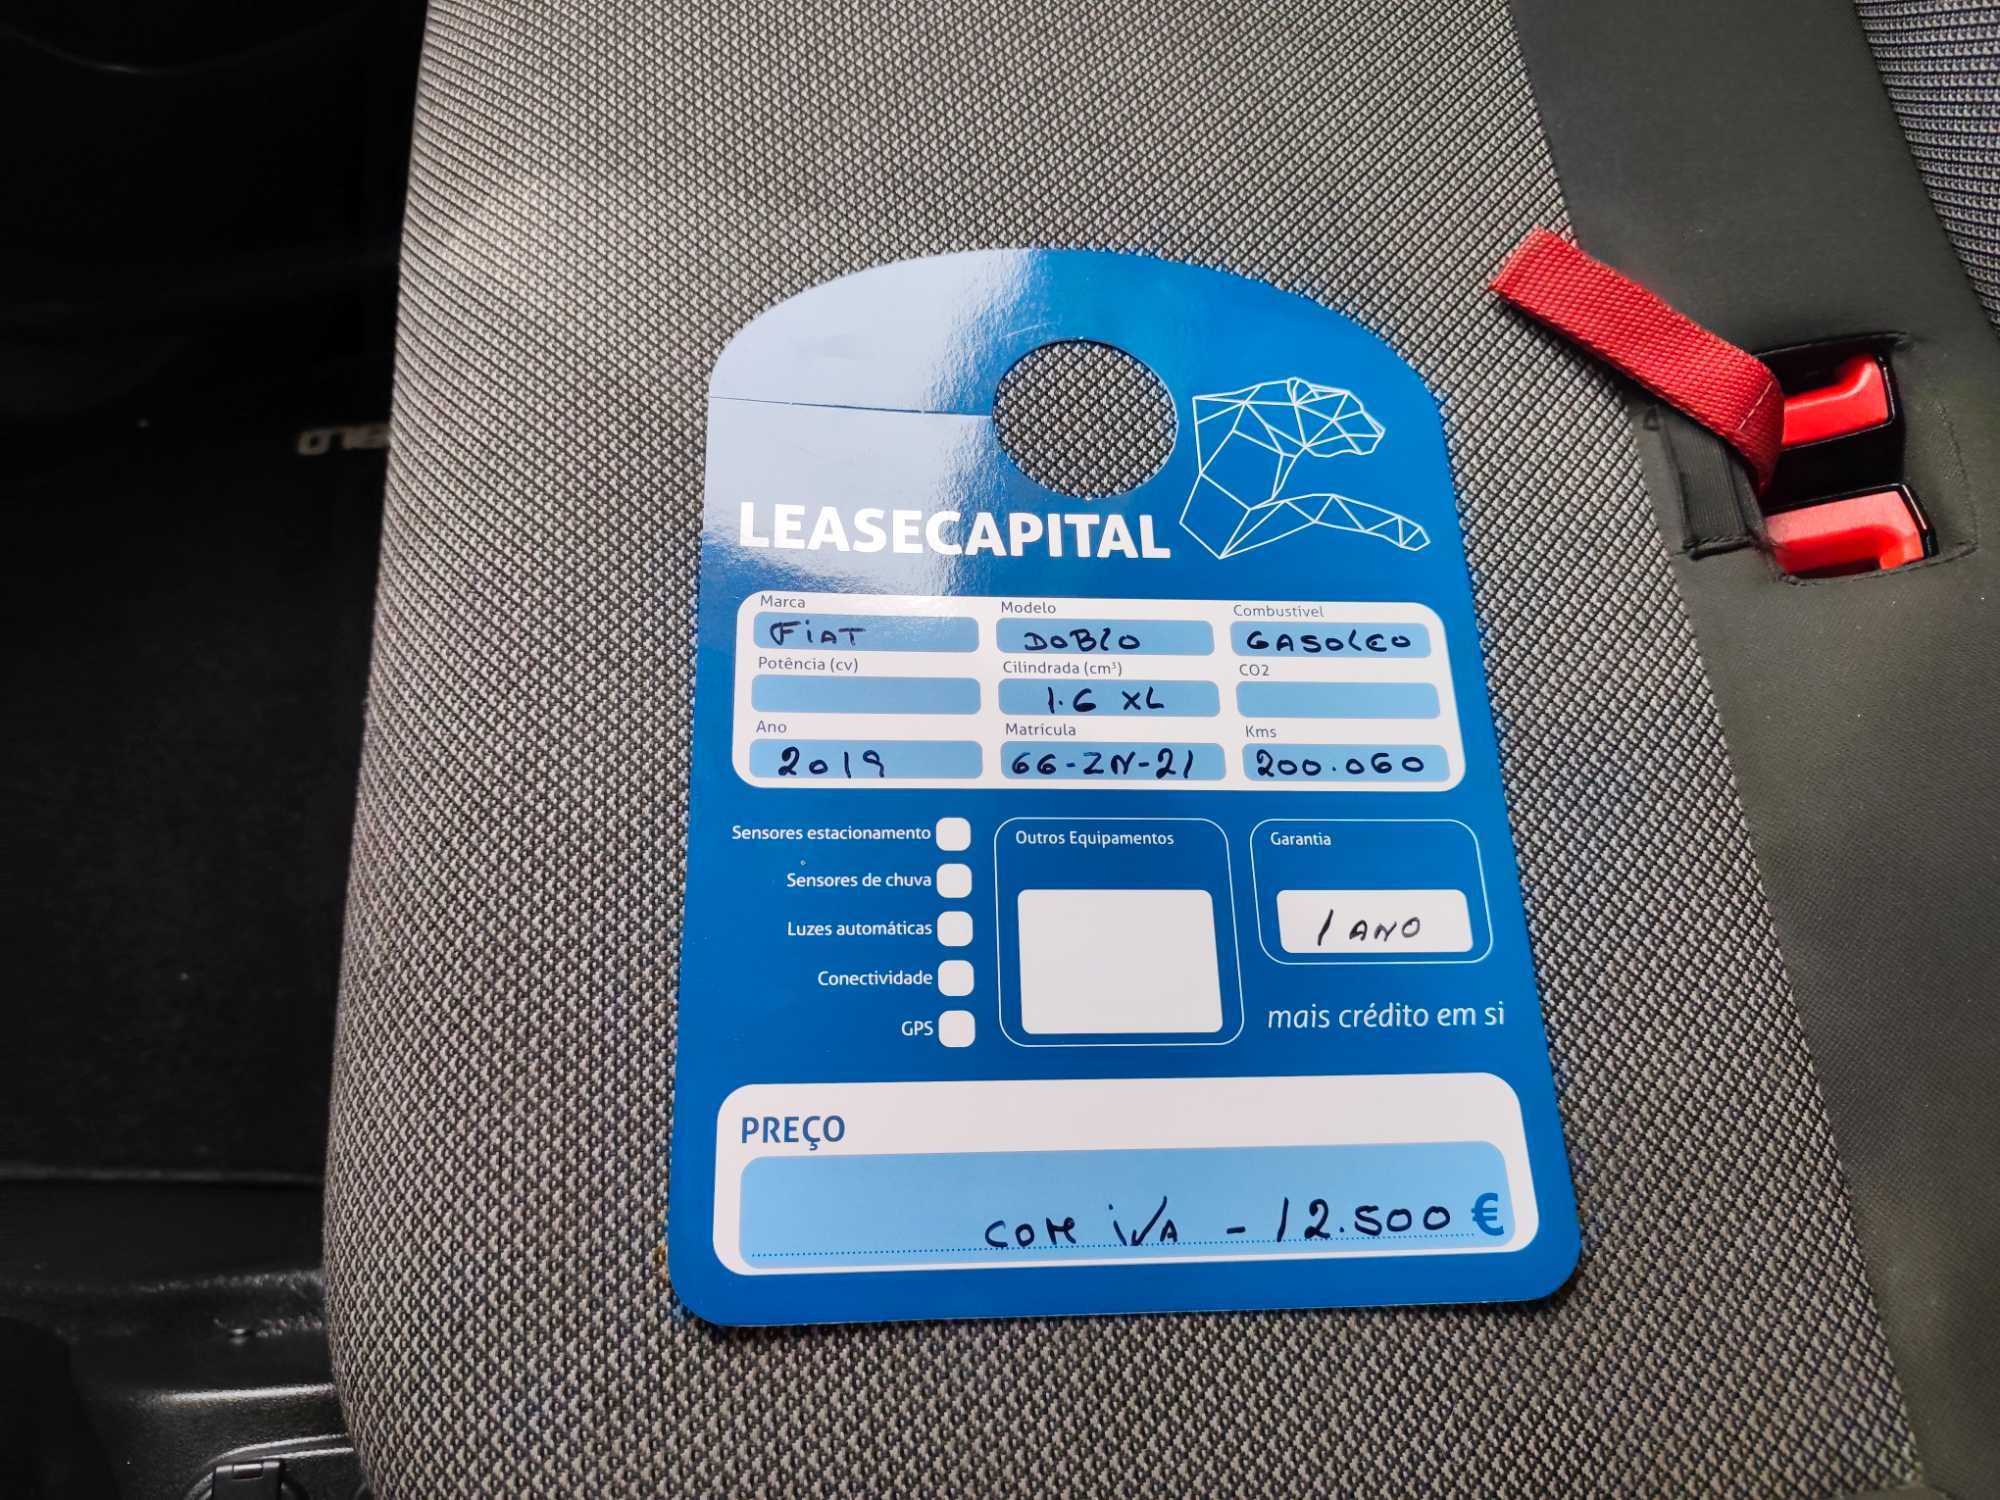 LEASECAPITAL
Marca Modelo Combustível
FiAT DOBLO GASOLEO
Potência (cv) Cilindrada (cm³) CO2
1.6 XL
Ano Matrícula Kms
2019 66-ZN-21 200.060
Sensores estacionamento
Sensores de chuva
Luzes automáticas
Conectividade
GPS
Outros Equipamentos
Garantia
1 ANO
mais crédito em si
PREÇO
COM iVA - 12.500 €